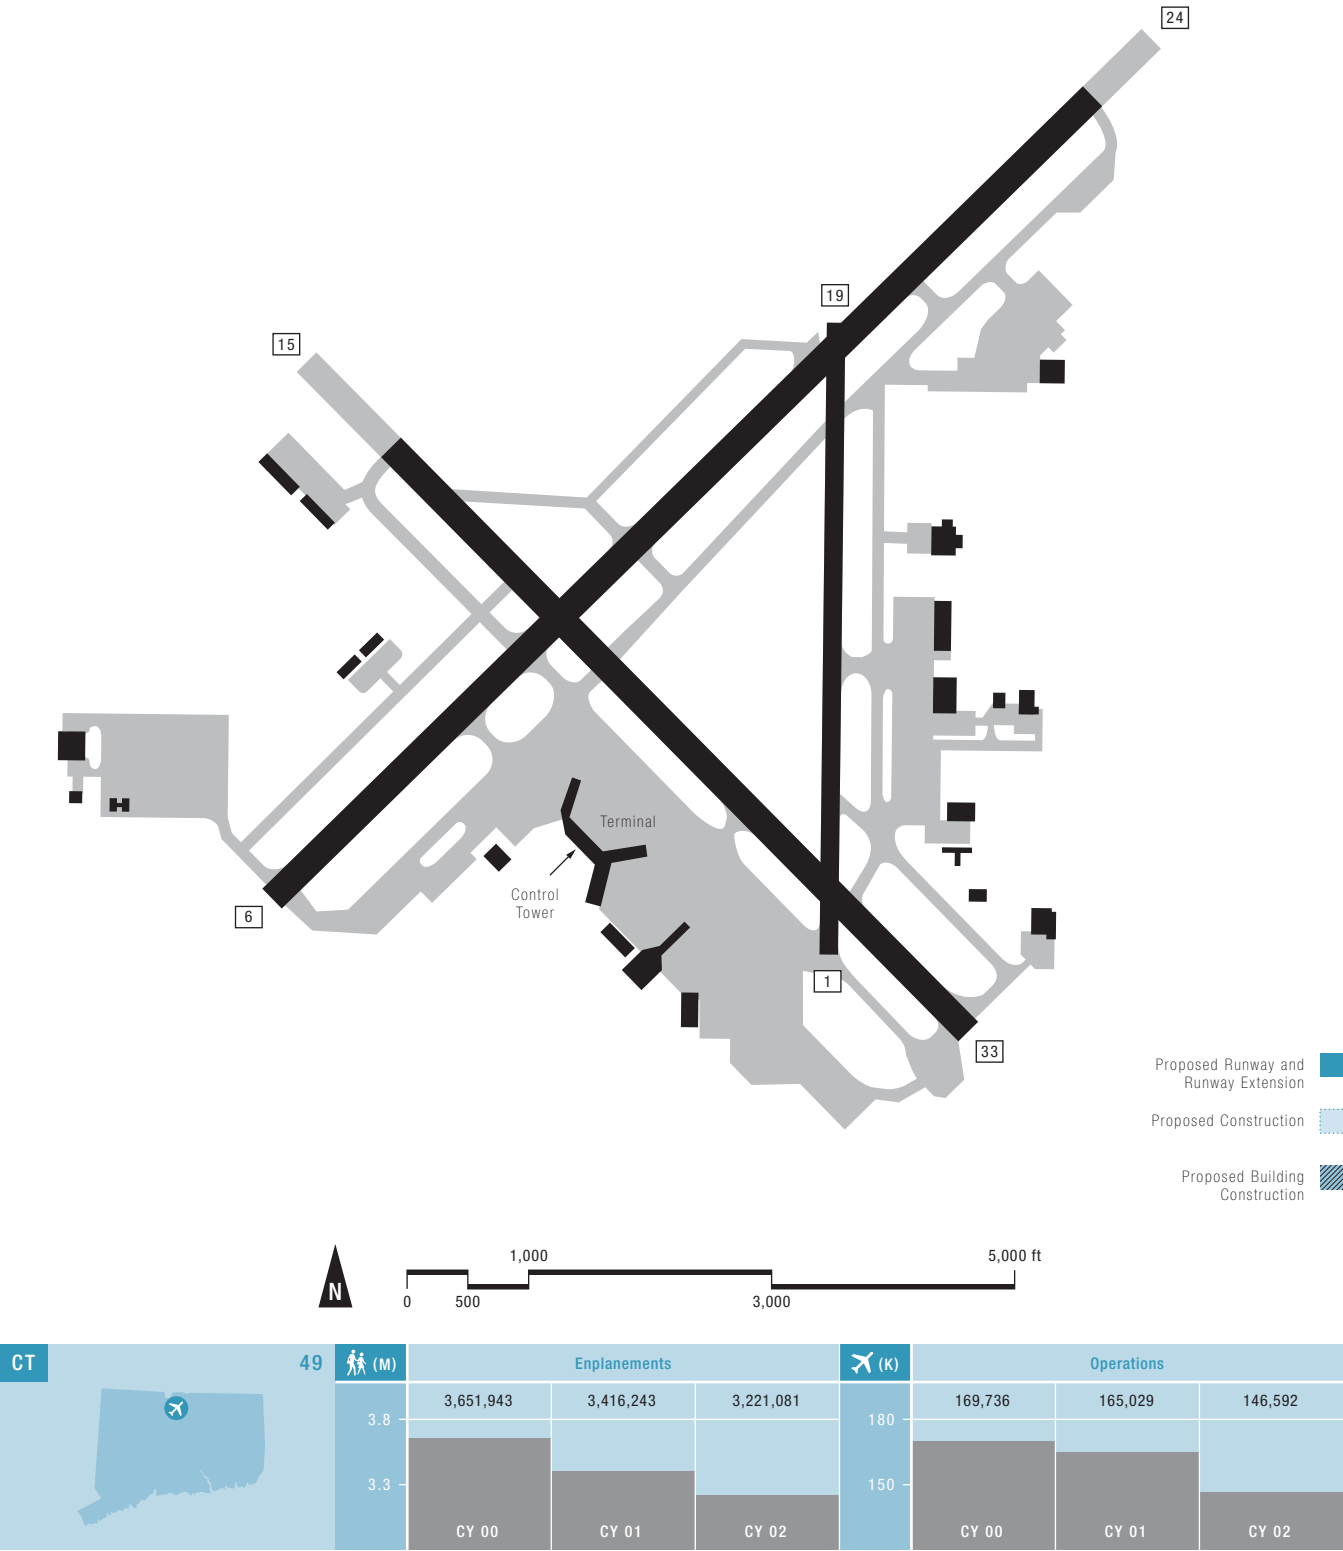 24
19
15
Terminal
Control
Tower
6
1
33
Proposed Runway and
Runway Extension
Proposed Construction
Proposed Building
Construction
1,000
5,000 ft
N
0
500
3,000
CT
49
(M)
Enplanements
(K)
Operations
3,651,943
3,416,243
3,221,081
169,736
165,029
146,592
3.8
180
3.3
150
CY 00
CY 01
CY 02
CY 00
CY 01
CY 02